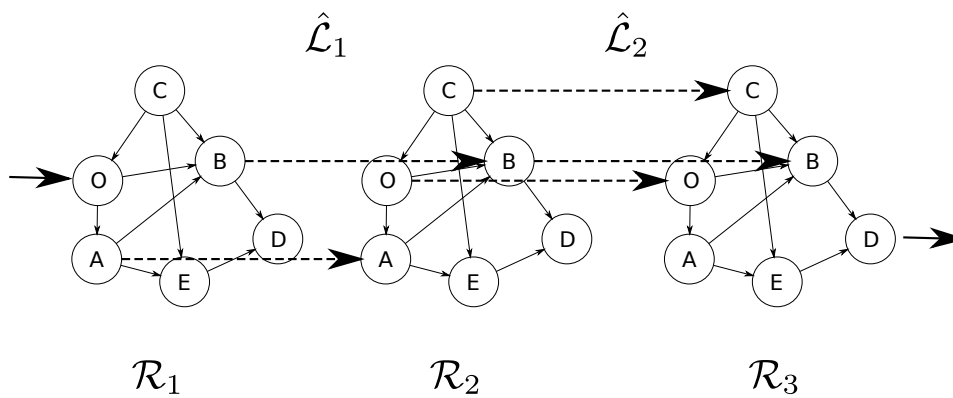 ℒ̂₁ ℒ̂₂
C C C
B B B
O O O
D D D
A A A
E E E
ℛ₁ ℛ₂ ℛ₃